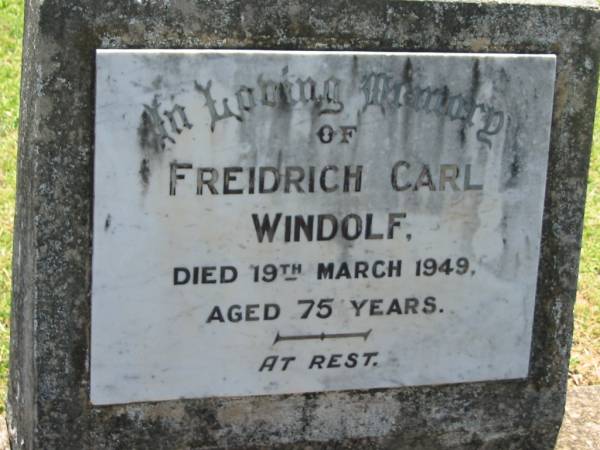 In Loving Memory
OF
FREIDRICH CARL
WINDOLF,
DIED 19TH MARCH 1949,
AGED 75 YEARS.
AT REST.